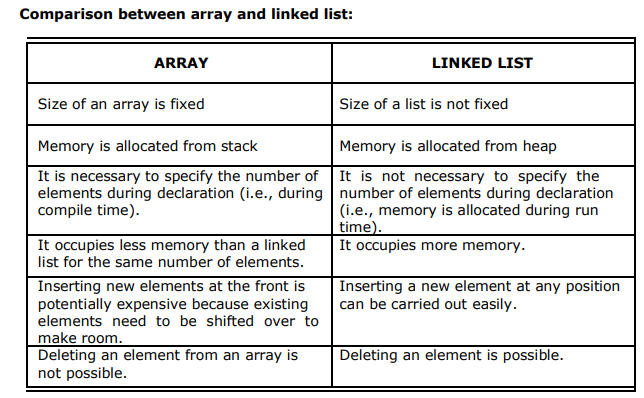 Comparison between array and linked list:
ARRAY
LINKED LIST
Size of an array is fixed
Size of a list is not fixed
Memory is allocated from stack
Memory is allocated from heap
It is necessary to specify the number of
elements during declaration (i.e., during
compile time).
It is not necessary to specify the
number of elements during declaration
(i.e., memory is allocated during run
time).
It occupies less memory than a linked
list for the same number of elements.
It occupies more memory.
Inserting new elements at the front is
potentially expensive because existing
elements need to be shifted over to
make room.
Inserting a new element at any position
can be carried out easily.
Deleting an element from an array is
not possible.
Deleting an element is possible.